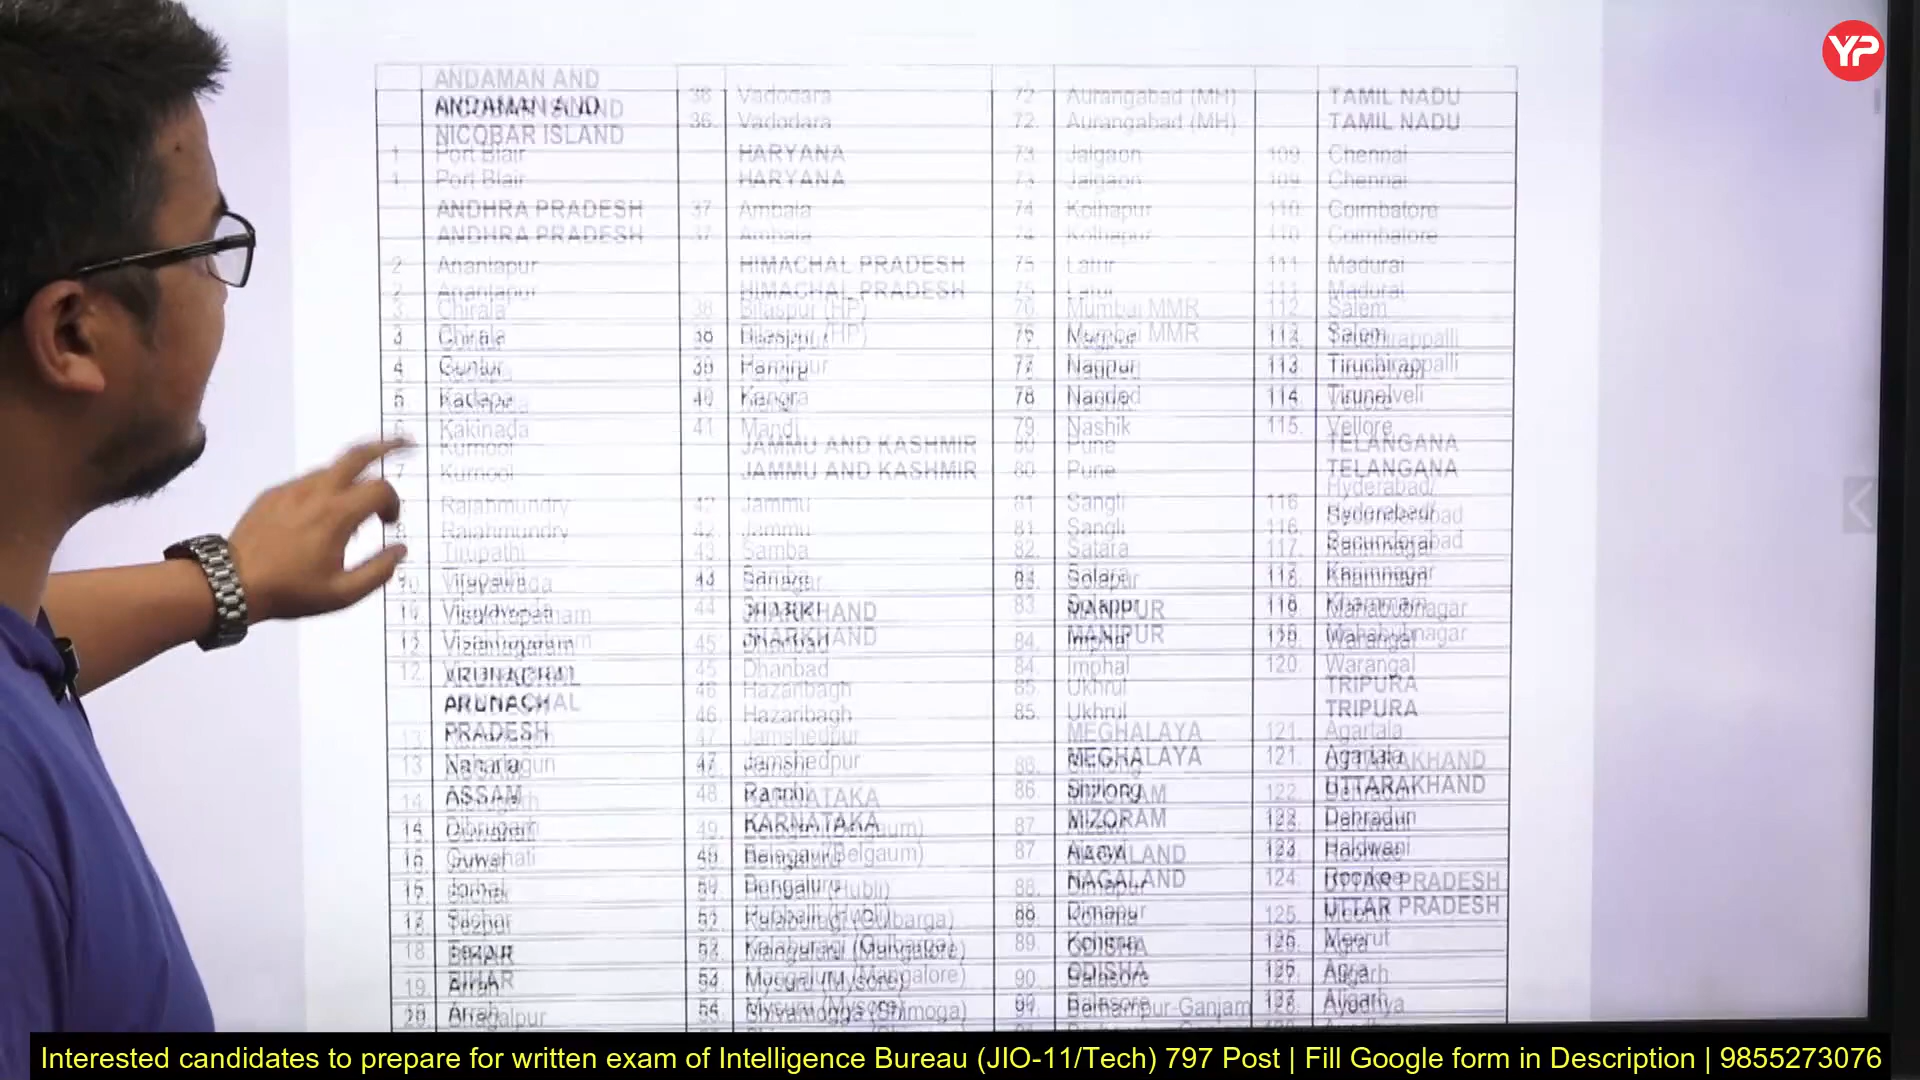 YP
ANDAMAN AND
NICOBAR ISLAND
1. Port Blair
ANDHRA PRADESH
2. Anantapur
3. Chirala
4. Guntur
5. Kadapa
6. Kakinada
7. Kurnool
8. Rajahmundry
9. Tirupathi
10. Vijayawada
12. Vizianagaram
ARUNACHAL
PRADESH
13. Naharlagun
ASSAM
14. Dibrugarh
15. Guwahati
16. Jorhat
17. Silchar
18. Tezpur
BIHAR
19. Arrah
20. Bhagalpur
36. Vadodara
HARYANA
37. Ambala
HIMACHAL PRADESH
38. Bilaspur (HP)
39. Hamirpur
40. Kangra
41. Mandi
JAMMU AND KASHMIR
42. Jammu
43. Samba
44. Srinagar
JHARKHAND
45. Dhanbad
46. Hazaribagh
47. Jamshedpur
48. Ranchi
KARNATAKA
49. Belagavi (Belgaum)
50. Bengaluru
51. Hubballi (Hubli)
52. Kalaburagi (Gulbarga)
53. Mangaluru (Mangalore)
54. Mysuru (Mysore)
Shivamogga (Shimoga)
72. Aurangabad (MH)
73. Jalgaon
74. Kolhapur
75. Latur
76. Mumbai MMR
77. Nagpur
78. Nanded
79. Nashik
80. Pune
81. Sangli
82. Satara
83. Solapur
MANIPUR
84. Imphal
85. Ukhrul
MEGHALAYA
86. Shillong
MIZORAM
87. Aizawl
NAGALAND
88. Dimapur
89. Kohima
ODISHA
90. Balasore
91. Berhampur-Ganjam
TAMIL NADU
109. Chennai
110. Coimbatore
111. Madurai
112. Salem
113. Tiruchirappalli
114. Tirunelveli
115. Vellore
TELANGANA
116. Hyderabad/
Secunderabad
117. Karimnagar
118. Khammam
119. Mahabubnagar
120. Warangal
TRIPURA
121. Agartala
UTTARAKHAND
122. Dehradun
123. Haldwani
124. Roorkee
UTTAR PRADESH
125. Meerut
126. Agra
127. Aligarh
128. Ayodhya
Interested candidates to prepare for written exam of Intelligence Bureau (JIO-11/Tech) 797 Post | Fill Google form in Description | 9855273076